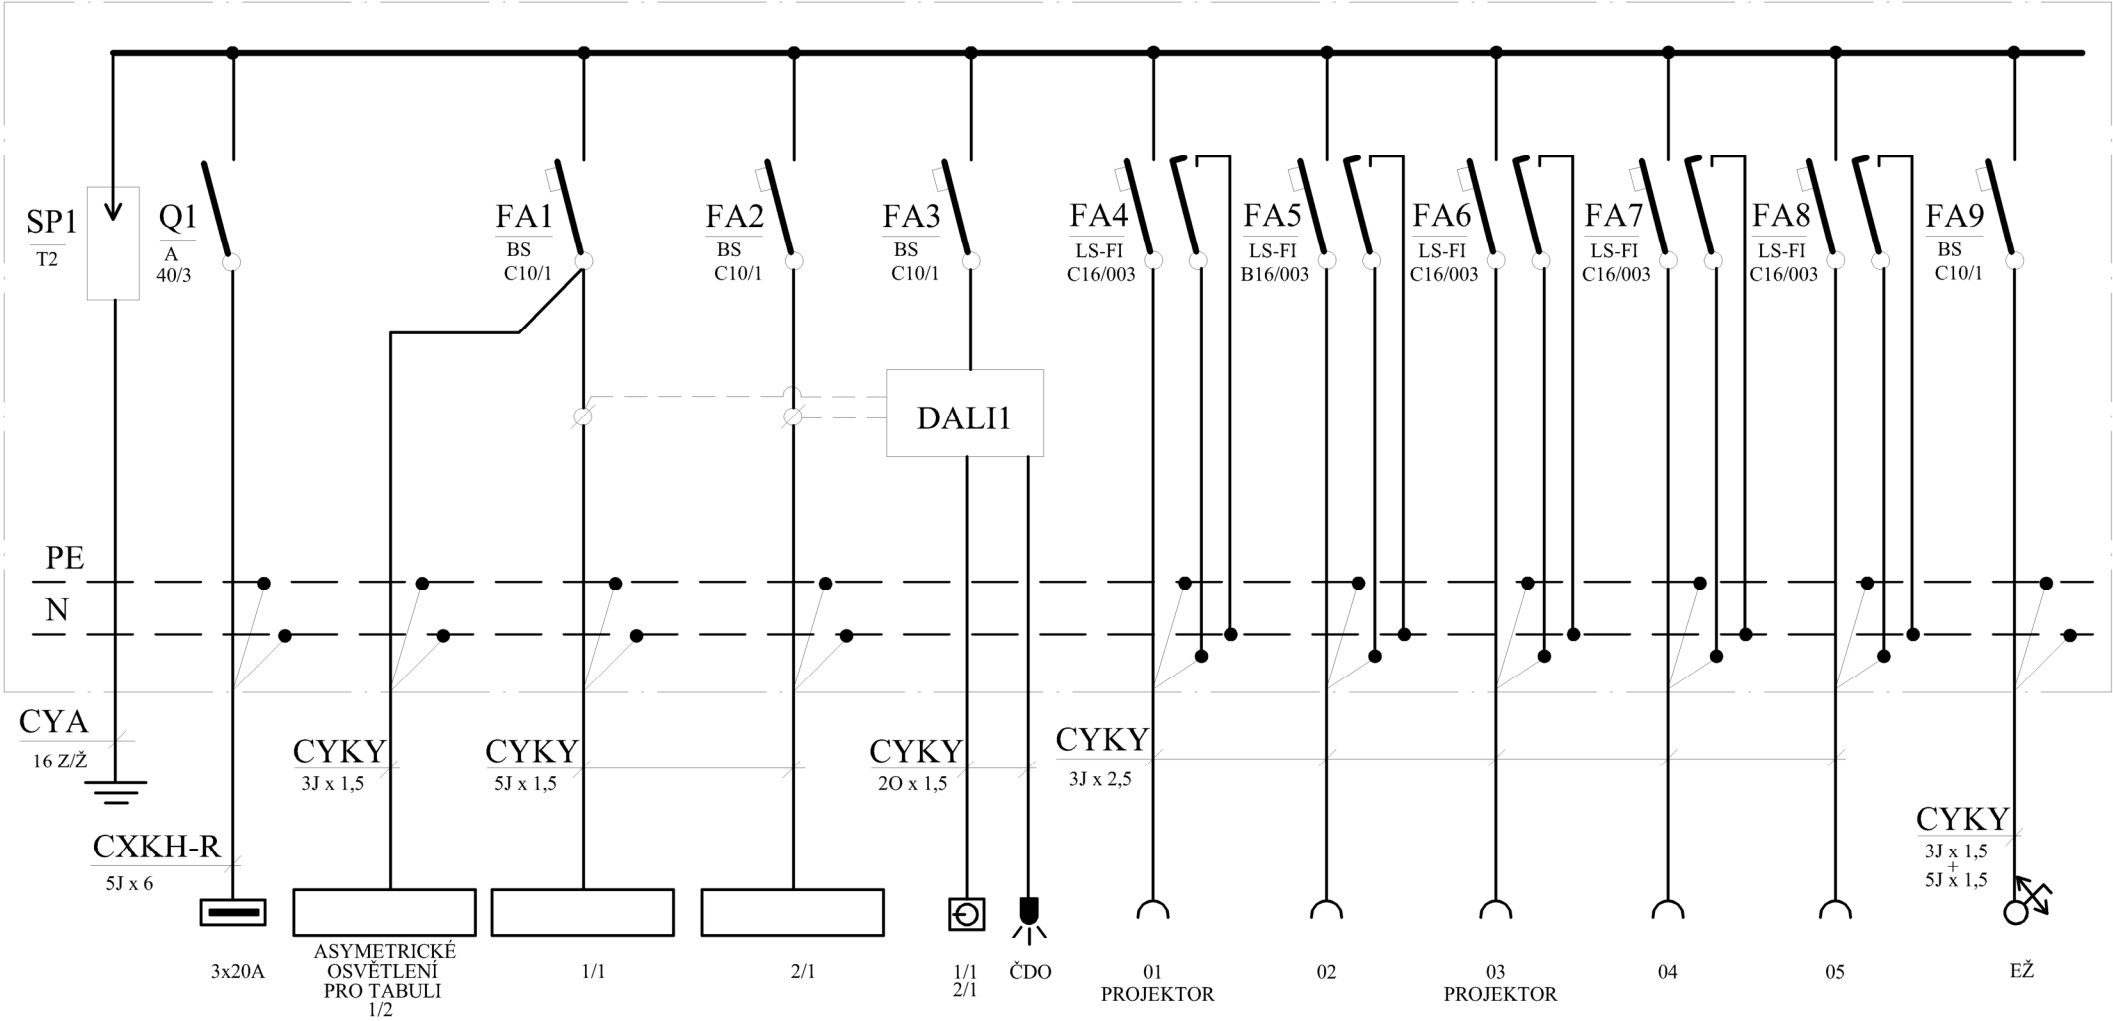 SP1
T2
Q1
A
40/3
FA1
BS
C10/1
FA2
BS
C10/1
FA3
BS
C10/1
FA4
LS-FI
C16/003
FA5
LS-FI
B16/003
FA6
LS-FI
C16/003
FA7
LS-FI
C16/003
FA8
LS-FI
C16/003
FA9
BS
C10/1
DALI1
PE
N
CYA
16 Z/Ž
CXKH-R
5J x 6
CYKY
3J x 1,5
CYKY
5J x 1,5
CYKY
2O x 1,5
CYKY
3J x 2,5
CYKY
3J x 1,5
+
5J x 1,5
3x20A
ASYMETRICKÉ
OSVĚTLENÍ
PRO TABULI
1/2
1/1
2/1
1/1
2/1
ČDO
01
PROJEKTOR
02
03
PROJEKTOR
04
05
EŽ